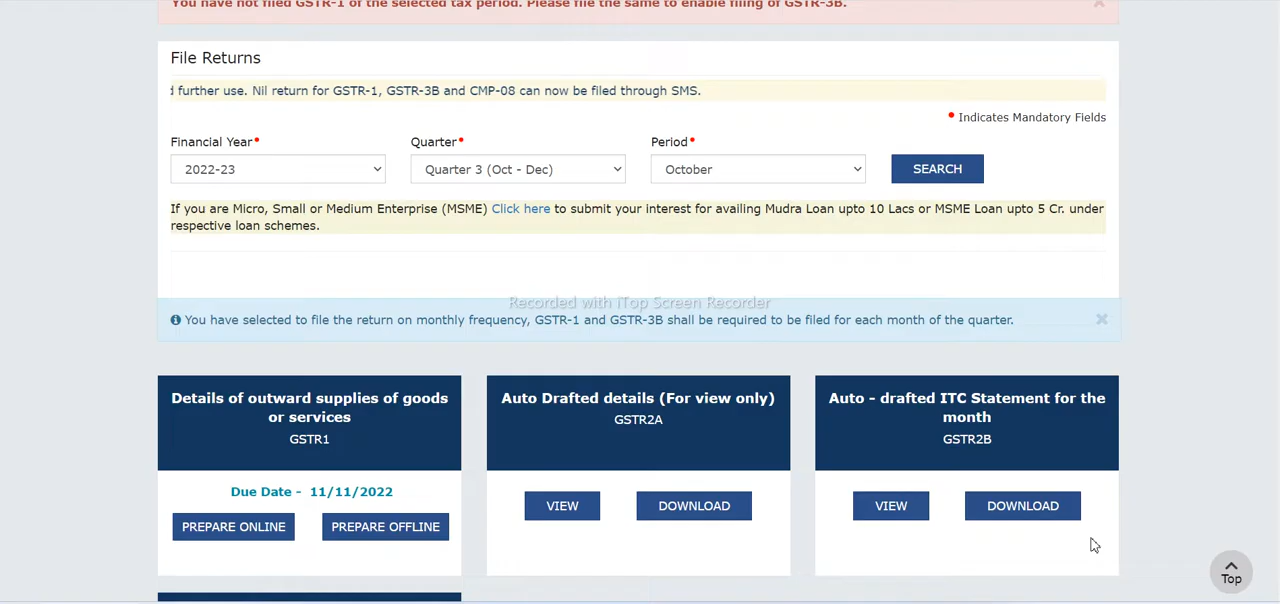 You have not filed GSTR-1 of the selected tax period. Please file the same to enable filing of GSTR-3B.
File Returns
d further use. Nil return for GSTR-1, GSTR-3B and CMP-08 can now be filed through SMS.
• Indicates Mandatory Fields
Financial Year• Quarter• Period•
2022-23 Quarter 3 (Oct - Dec) October SEARCH
If you are Micro, Small or Medium Enterprise (MSME) Click here to submit your interest for availing Mudra Loan upto 10 Lacs or MSME Loan upto 5 Cr. under
respective loan schemes.
Recorded with iTop Screen Recorder
You have selected to file the return on monthly frequency, GSTR-1 and GSTR-3B shall be required to be filed for each month of the quarter.
Details of outward supplies of goods
or services
GSTR1
Due Date - 11/11/2022
PREPARE ONLINE PREPARE OFFLINE
Auto Drafted details (For view only)
GSTR2A
VIEW DOWNLOAD
Auto - drafted ITC Statement for the
month
GSTR2B
VIEW DOWNLOAD
Top